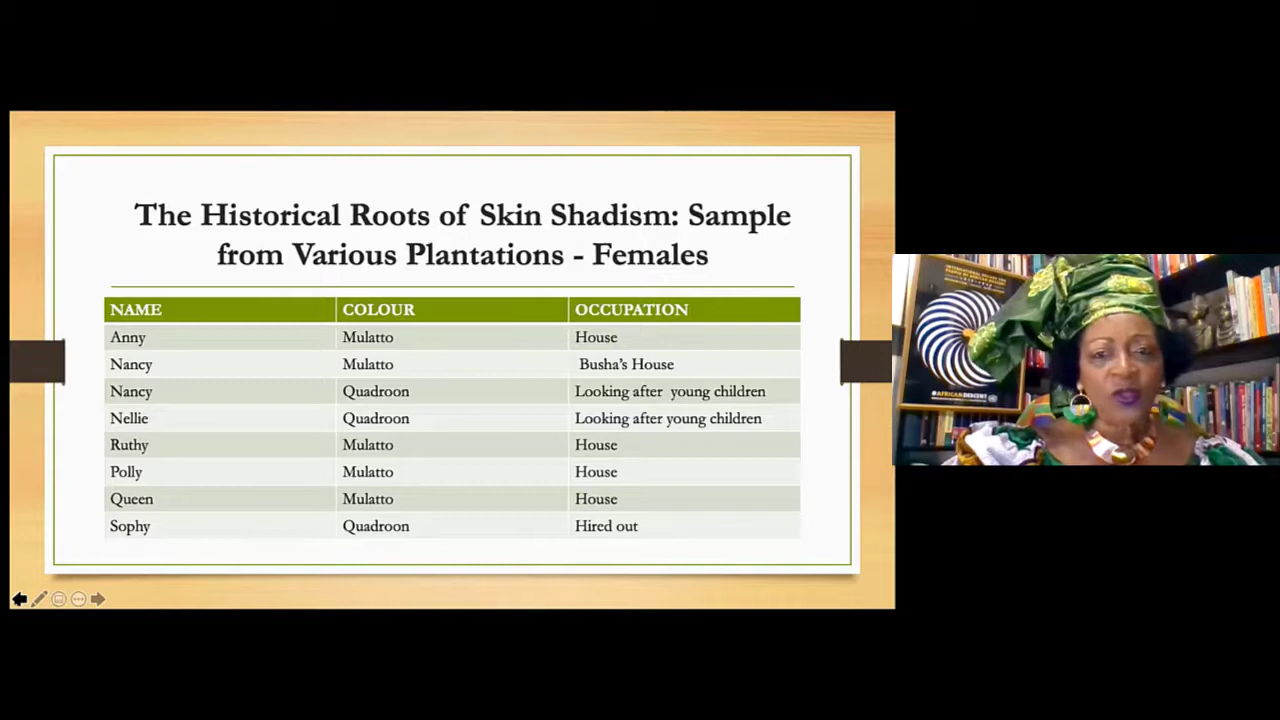 The Historical Roots of Skin Shadism: Sample
from Various Plantations - Females
NAME COLOUR OCCUPATION
Anny Mulatto House
Nancy Mulatto Busha's House
Nancy Quadroon Looking after young children
Nellie Quadroon Looking after young children
Ruthy Mulatto House
Polly Mulatto House
Queen Mulatto House
Sophy Quadroon Hired out
#AFRICANDESCENT